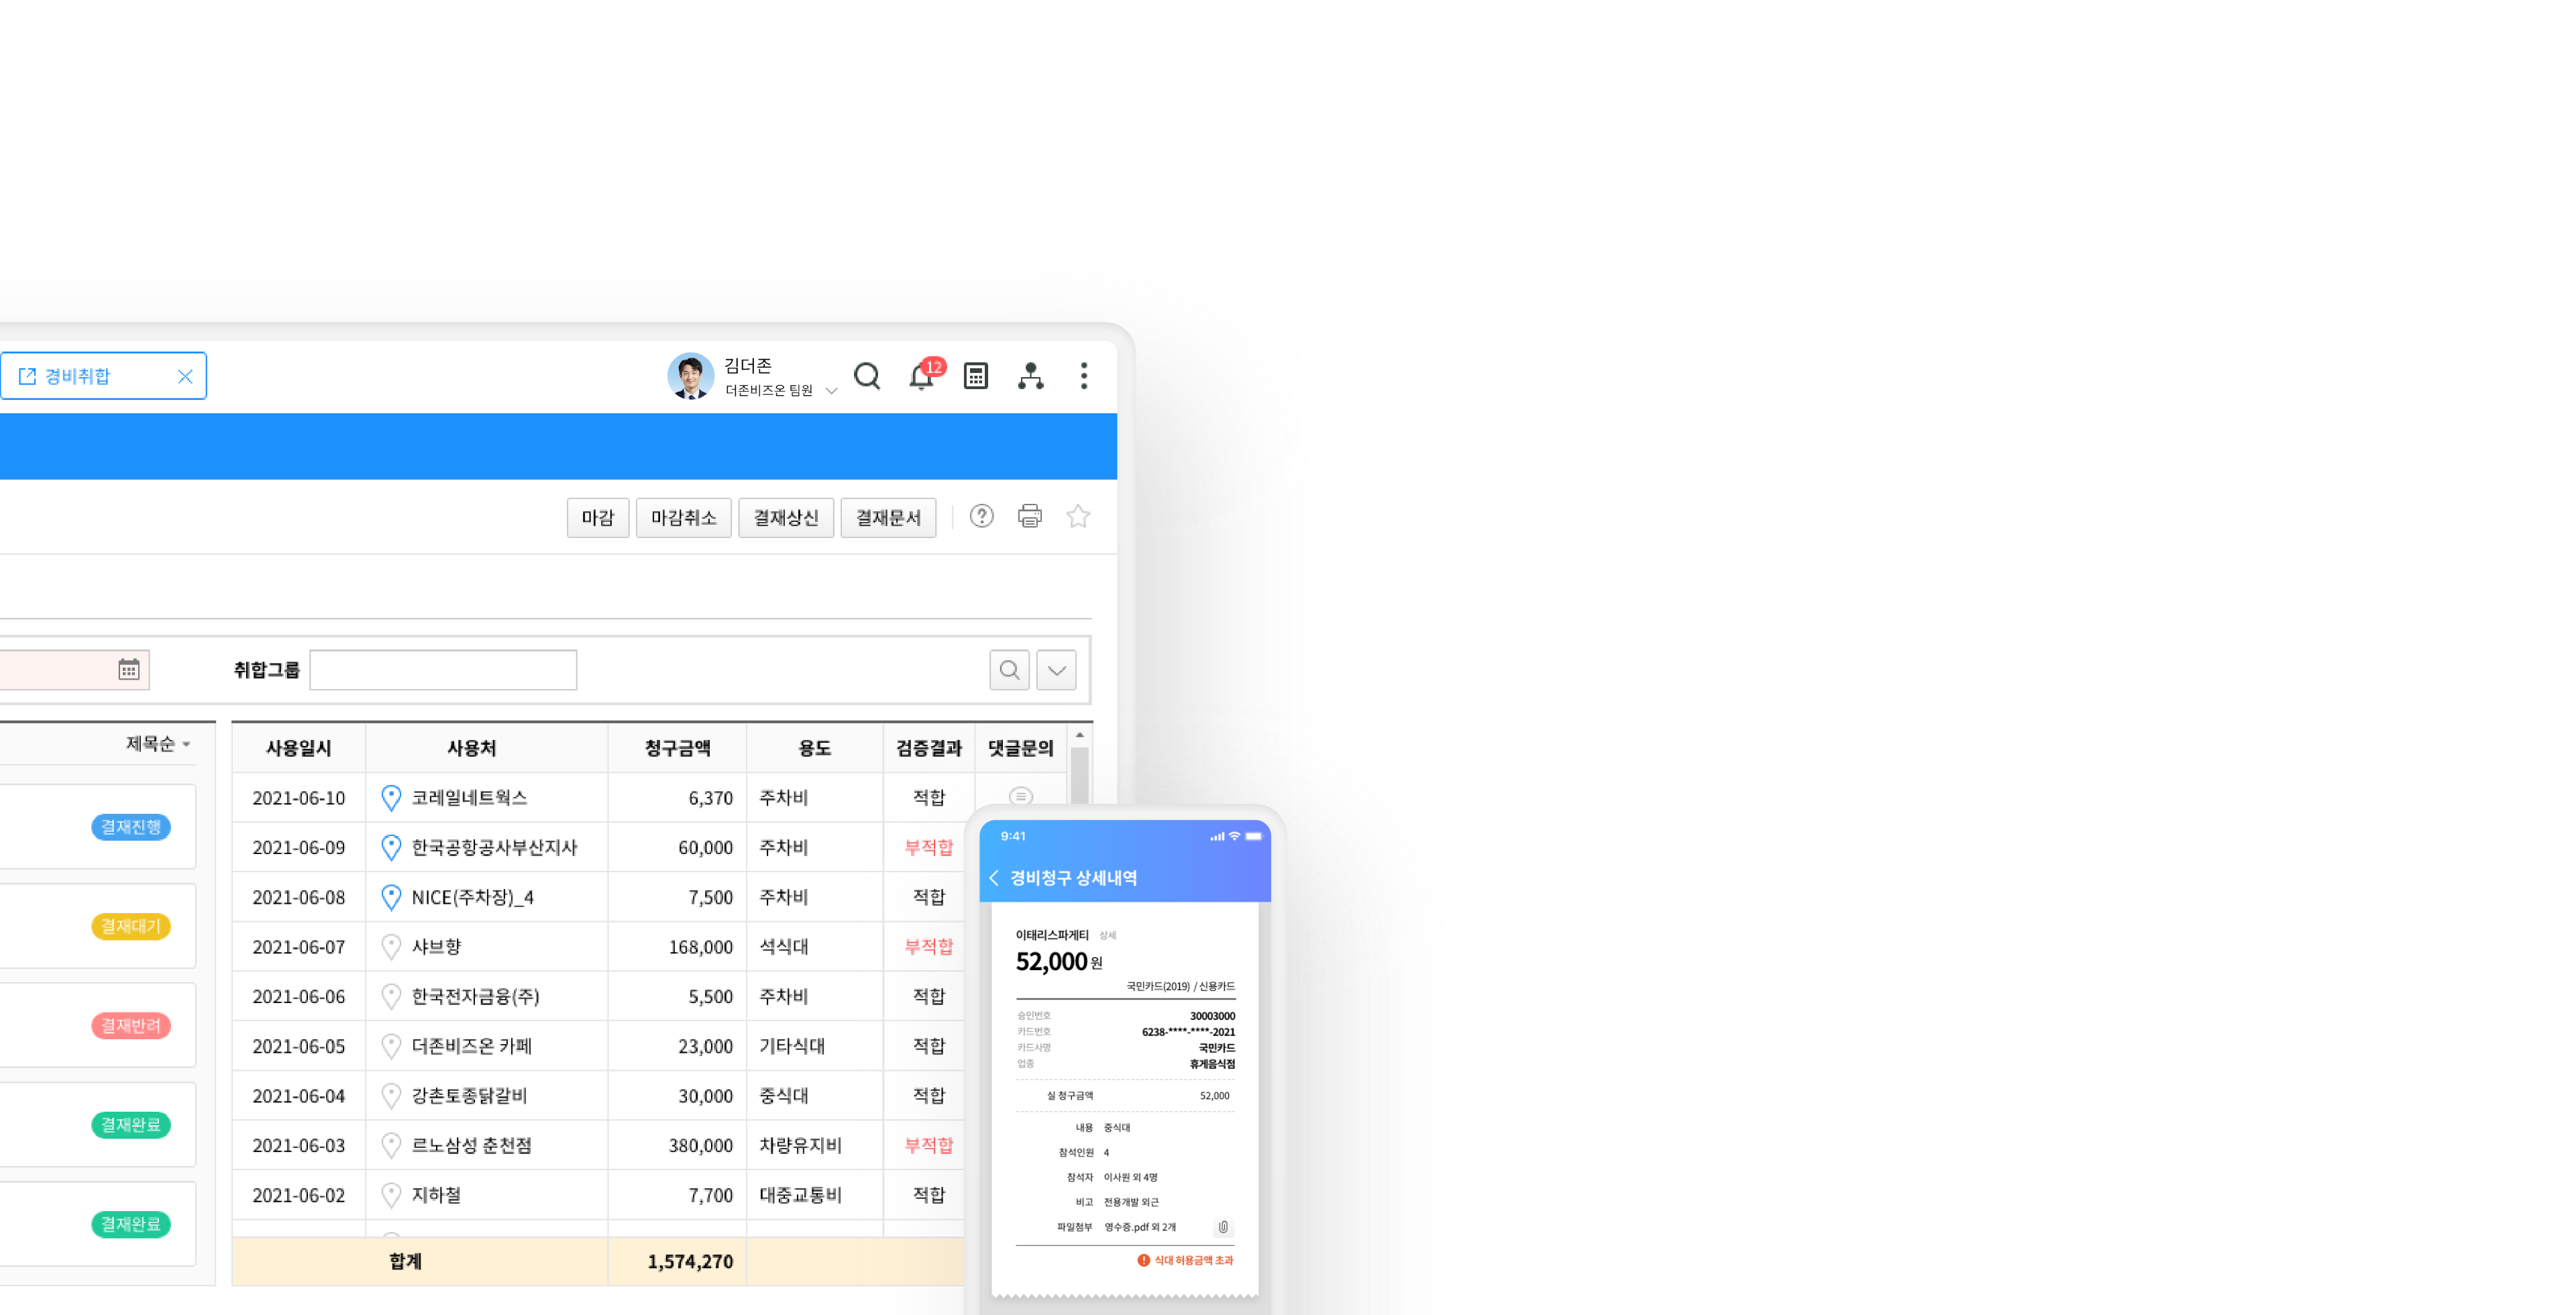 경비취합
김더존
더존비즈온 팀원
12
마감 마감취소 결재상신 결재문서
취합그룹
제목순
결재진행
결재대기
결재반려
결재완료
결재완료
사용일시 사용처 청구금액 용도 검증결과 댓글문의
2021-06-10 코레일네트웍스 6,370 주차비 적합
2021-06-09 한국공항공사부산지사 60,000 주차비 부적합
2021-06-08 NICE(주차장)_4 7,500 주차비 적합
2021-06-07 샤브향 168,000 석식대 부적합
2021-06-06 한국전자금융(주) 5,500 주차비 적합
2021-06-05 더존비즈온 카페 23,000 기타식대 적합
2021-06-04 강촌토종닭갈비 30,000 중식대 적합
2021-06-03 르노삼성 춘천점 380,000 차량유지비 부적합
2021-06-02 지하철 7,700 대중교통비 적합
합계 1,574,270
9:41
경비청구 상세내역
이태리스파게티 상세
52,000 원
국민카드(2019) / 신용카드
승인번호 30003000
카드번호 6238-****-****-2021
카드사명 국민카드
업종 휴게음식점
실 청구금액 52,000
내용 중식대
참석인원 4
참석자 이사원 외 4명
비고 전용개발 외근
파일첨부 영수증.pdf 외 2개
식대 허용금액 초과